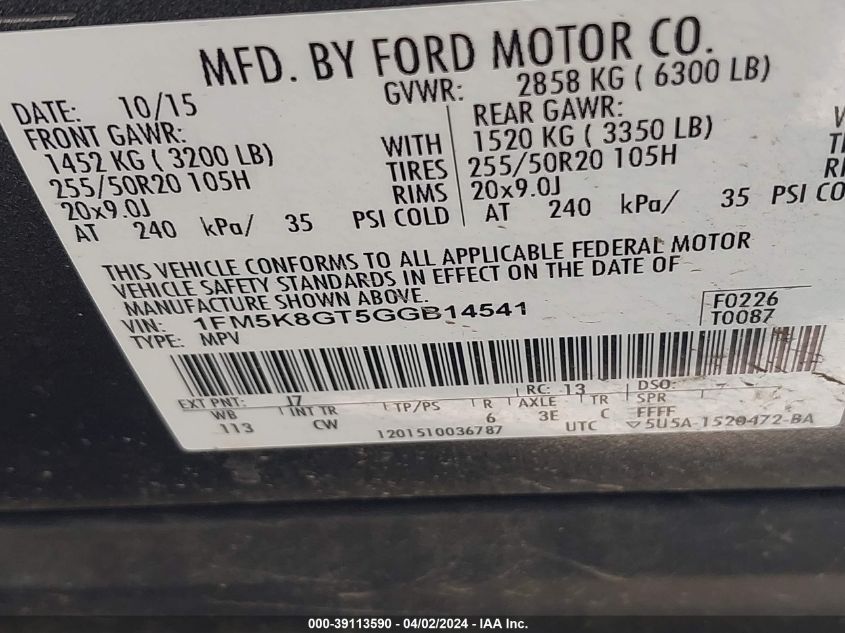 MFD. BY FORD MOTOR CO.
DATE: 10/15 GVWR: 2858 KG ( 6300 LB)
FRONT GAWR: REAR GAWR:
1452 KG ( 3200 LB) WITH 1520 KG ( 3350 LB)
255/50R20 105H TIRES 255/50R20 105H
20x9.0J RIMS 20x9.0J
AT 240 kPa/ 35 PSI COLD AT 240 kPa/ 35 PSI CO
THIS VEHICLE CONFORMS TO ALL APPLICABLE FEDERAL MOTOR
VEHICLE SAFETY STANDARDS IN EFFECT ON THE DATE OF
MANUFACTURE SHOWN ABOVE.
VIN: 1FM5K8GT5GGB14541 F0226
TYPE: MPV T0087
EXT PNT: J7 RC: 13 DSO:
WB INT TR TP/PS R AXLE TR SPR
113 CW 6 3E C FFFF
1201510036787 UTC ▽5U5A-1520472-BA
000-39113590 - 04/02/2024 - IAA Inc.